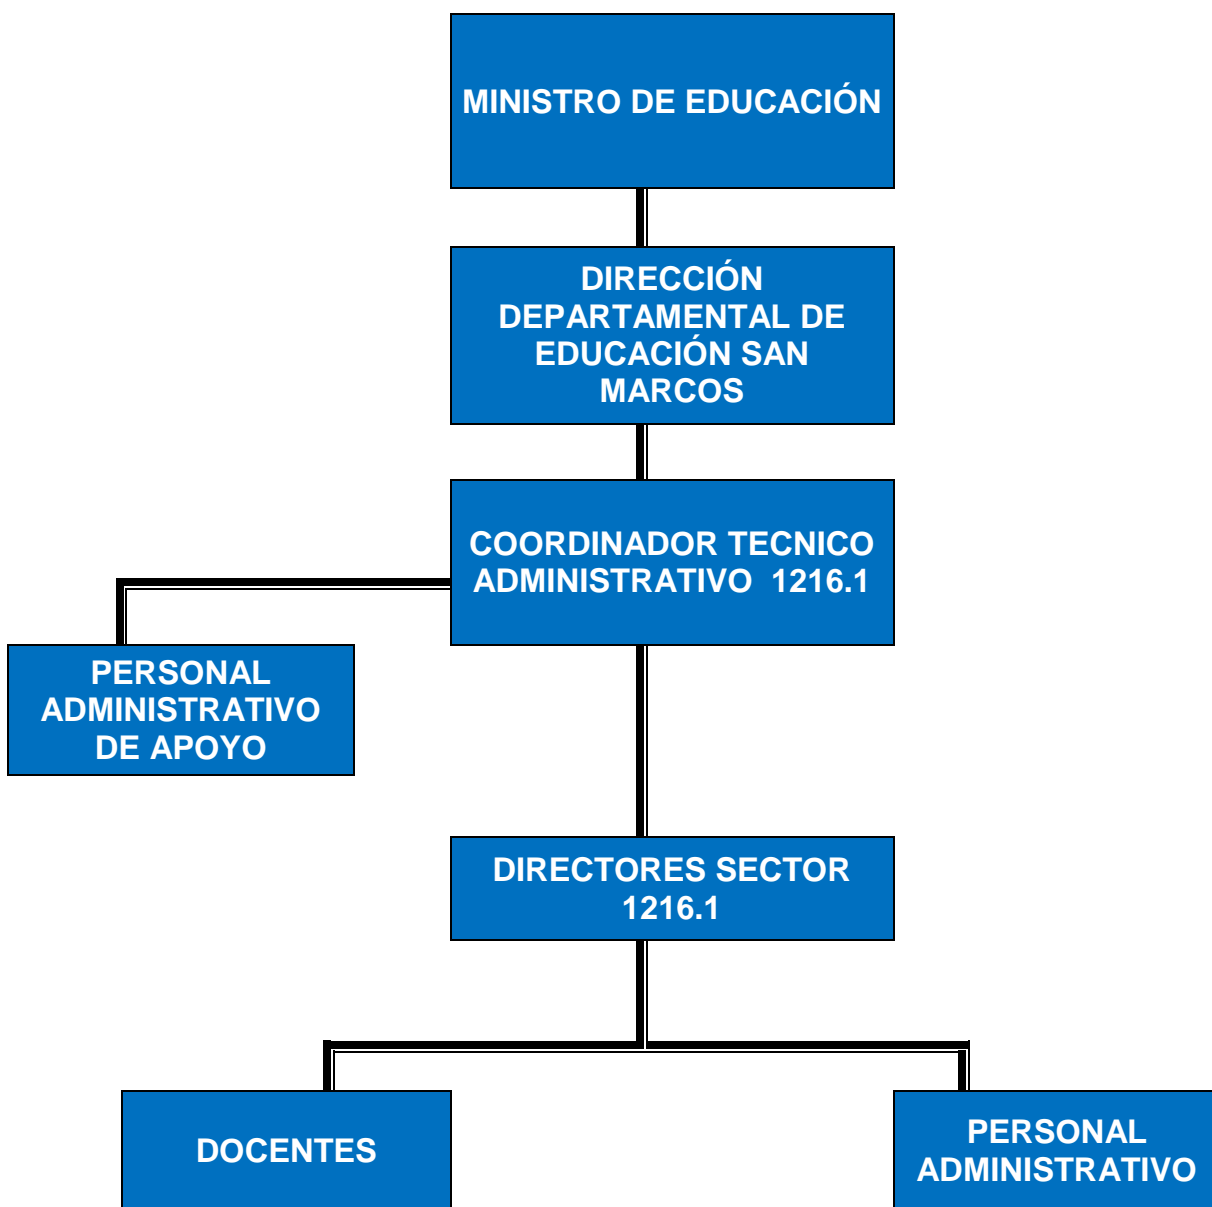 MINISTRO DE EDUCACIÓN
DIRECCIÓN
DEPARTAMENTAL DE
EDUCACIÓN SAN
MARCOS
COORDINADOR TECNICO
ADMINISTRATIVO 1216.1
PERSONAL
ADMINISTRATIVO
DE APOYO
DIRECTORES SECTOR
1216.1
DOCENTES
PERSONAL
ADMINISTRATIVO